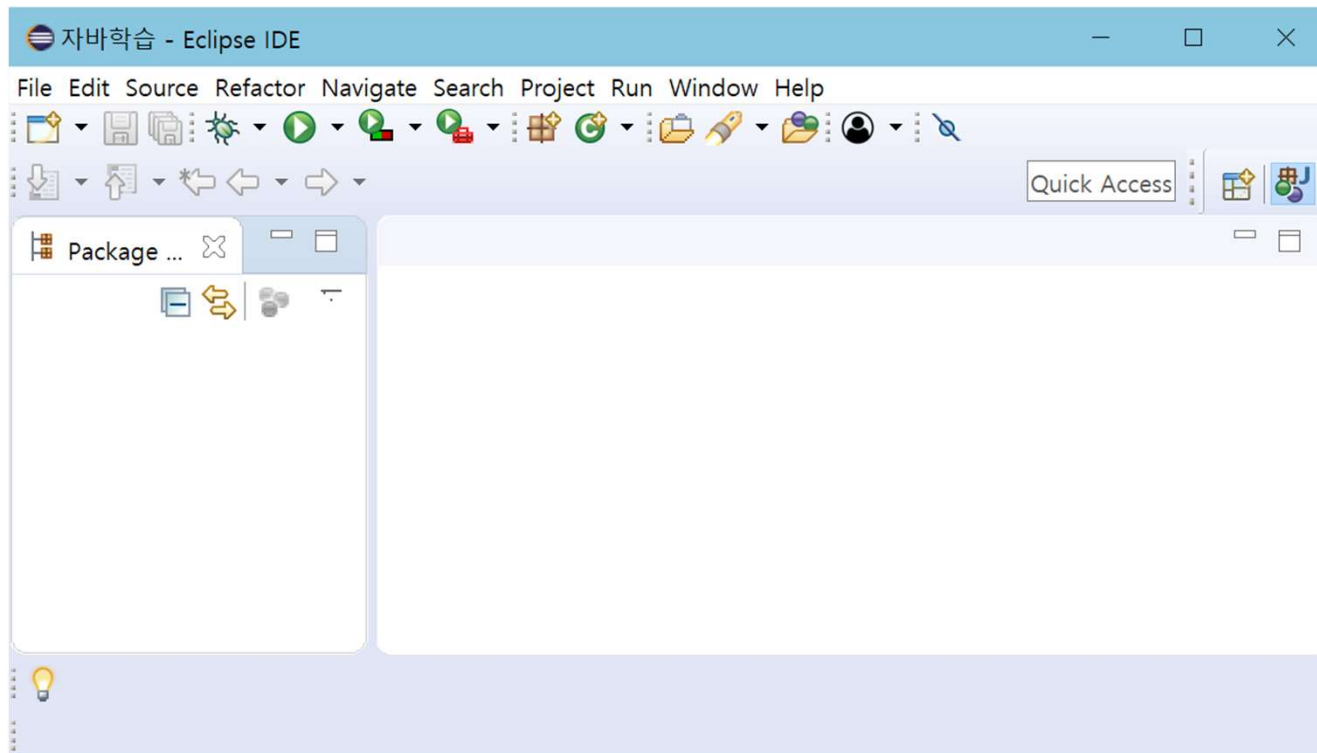 자바학습 - Eclipse IDE
File Edit Source Refactor Navigate Search Project Run Window Help
Quick Access
Package ...